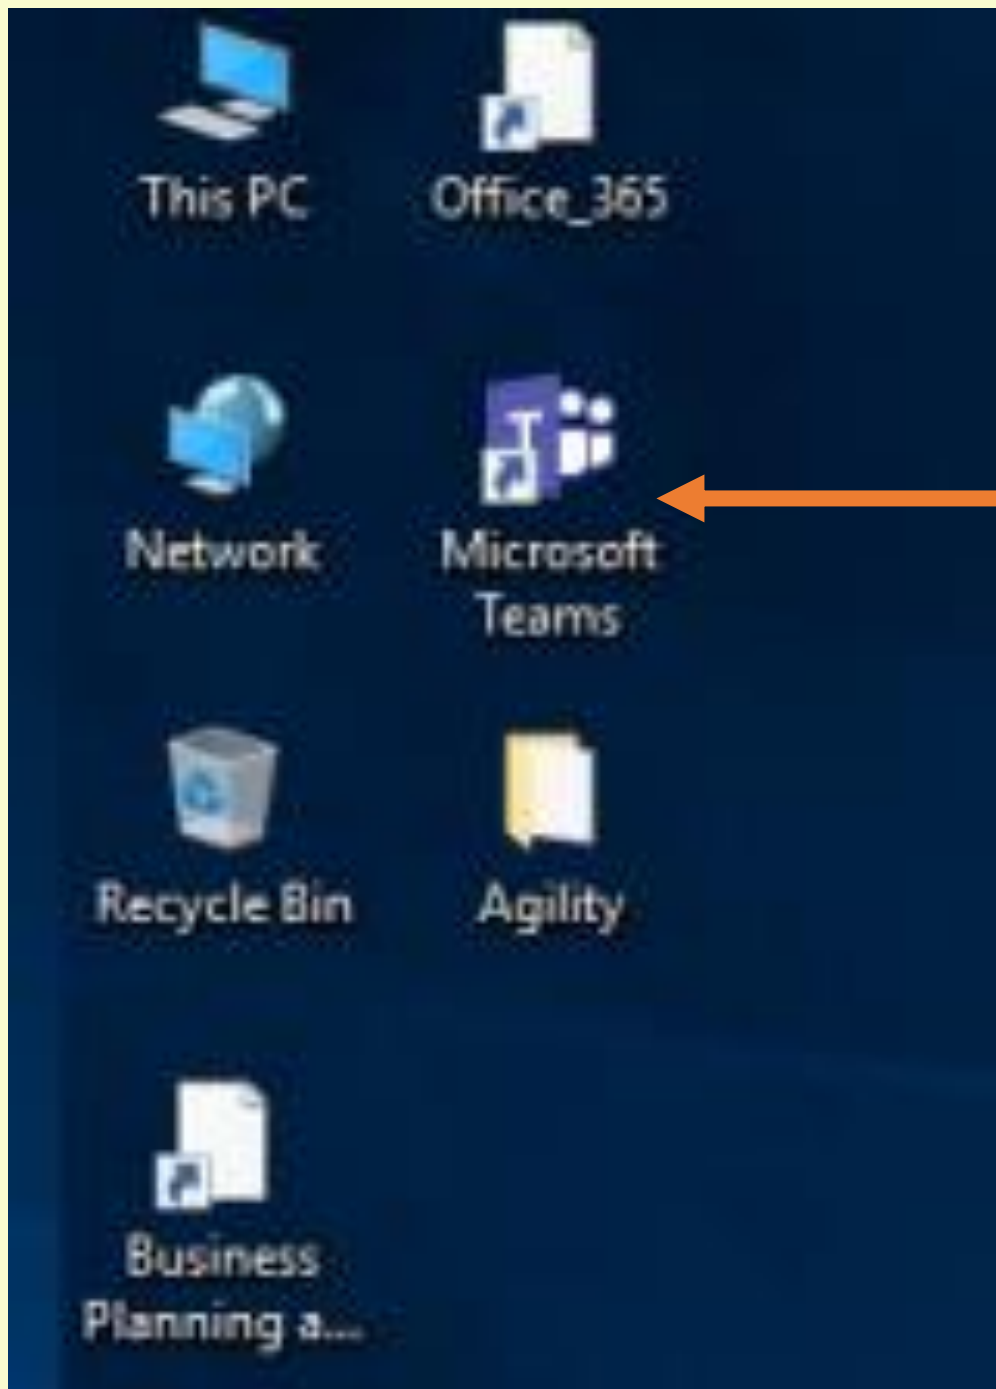 This PC
Office_365
Network
Microsoft
Teams
Recycle Bin
Agility
Business
Planning a...